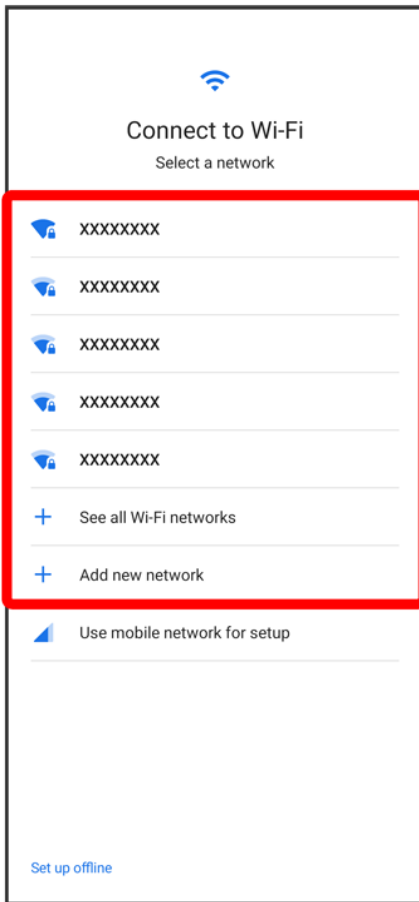 Connect to Wi-Fi
Select a network
XXXXXXXX
XXXXXXXX
XXXXXXXX
XXXXXXXX
XXXXXXXX
See all Wi-Fi networks
Add new network
Use mobile network for setup
Set up offline